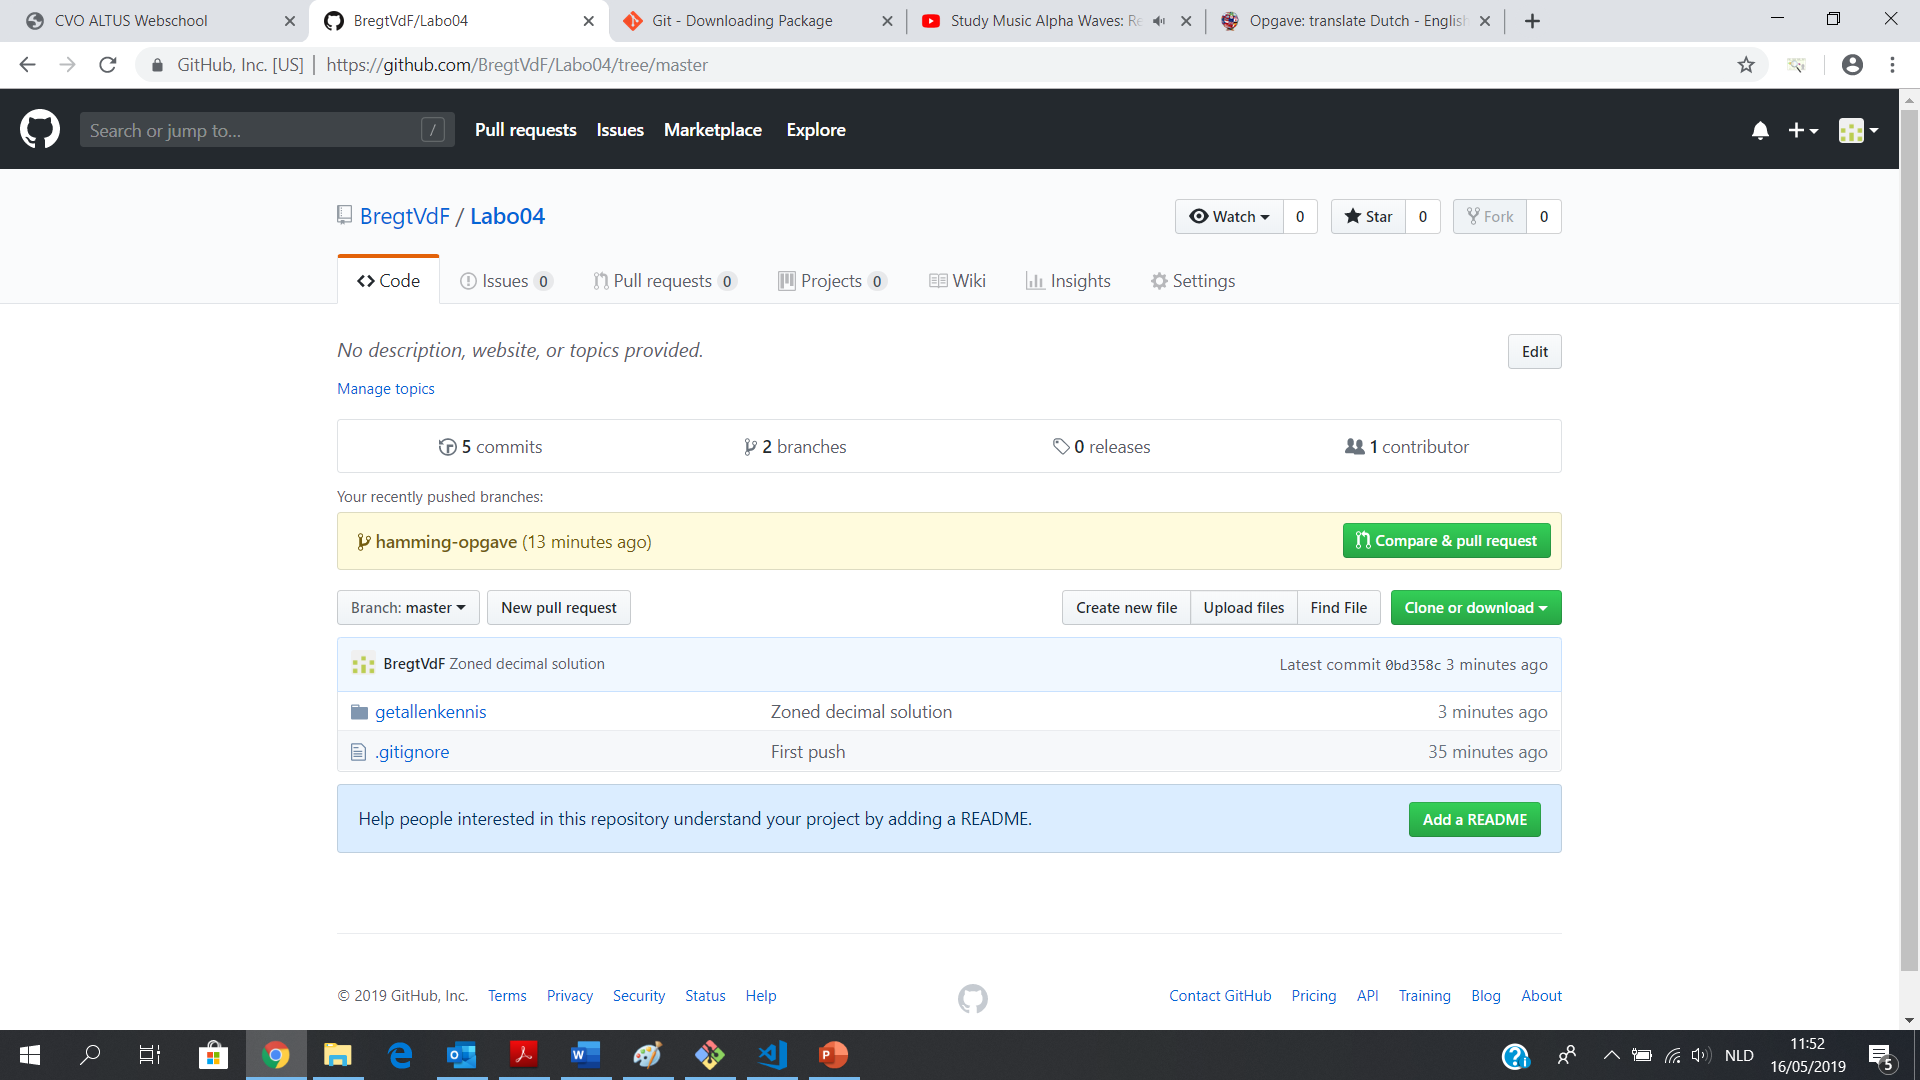 CVO ALTUS Webschool
BregtVdF/Labo04
Git - Downloading Package
Study Music Alpha Waves: Re
Opgave: translate Dutch - English
GitHub, Inc. [US] | https://github.com/BregtVdF/Labo04/tree/master
Search or jump to... /
Pull requests Issues Marketplace Explore
BregtVdF / Labo04
Watch 0 Star 0 Fork 0
Code Issues 0 Pull requests 0 Projects 0 Wiki Insights Settings
No description, website, or topics provided. Edit
Manage topics
5 commits 2 branches 0 releases 1 contributor
Your recently pushed branches:
hamming-opgave (13 minutes ago) Compare & pull request
Branch: master New pull request Create new file Upload files Find File Clone or download
BregtVdF Zoned decimal solution Latest commit 0bd358c 3 minutes ago
getallenkennis Zoned decimal solution 3 minutes ago
.gitignore First push 35 minutes ago
Help people interested in this repository understand your project by adding a README. Add a README
© 2019 GitHub, Inc. Terms Privacy Security Status Help Contact GitHub Pricing API Training Blog About
NLD
11:52
16/05/2019
5